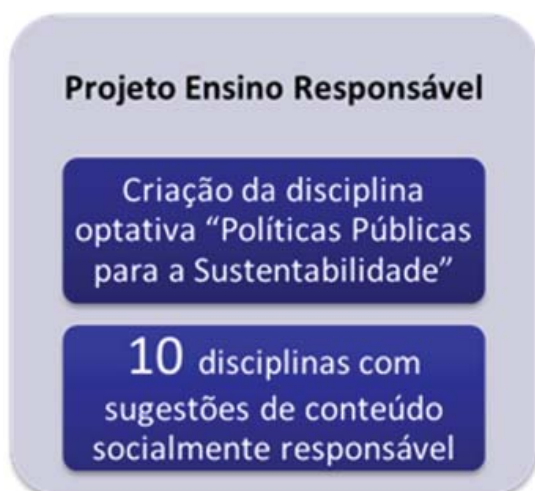 Projeto Ensino Responsável
Criação da disciplina
optativa “Políticas Públicas
para a Sustentabilidade”
10 disciplinas com
sugestões de conteúdo
socialmente responsável